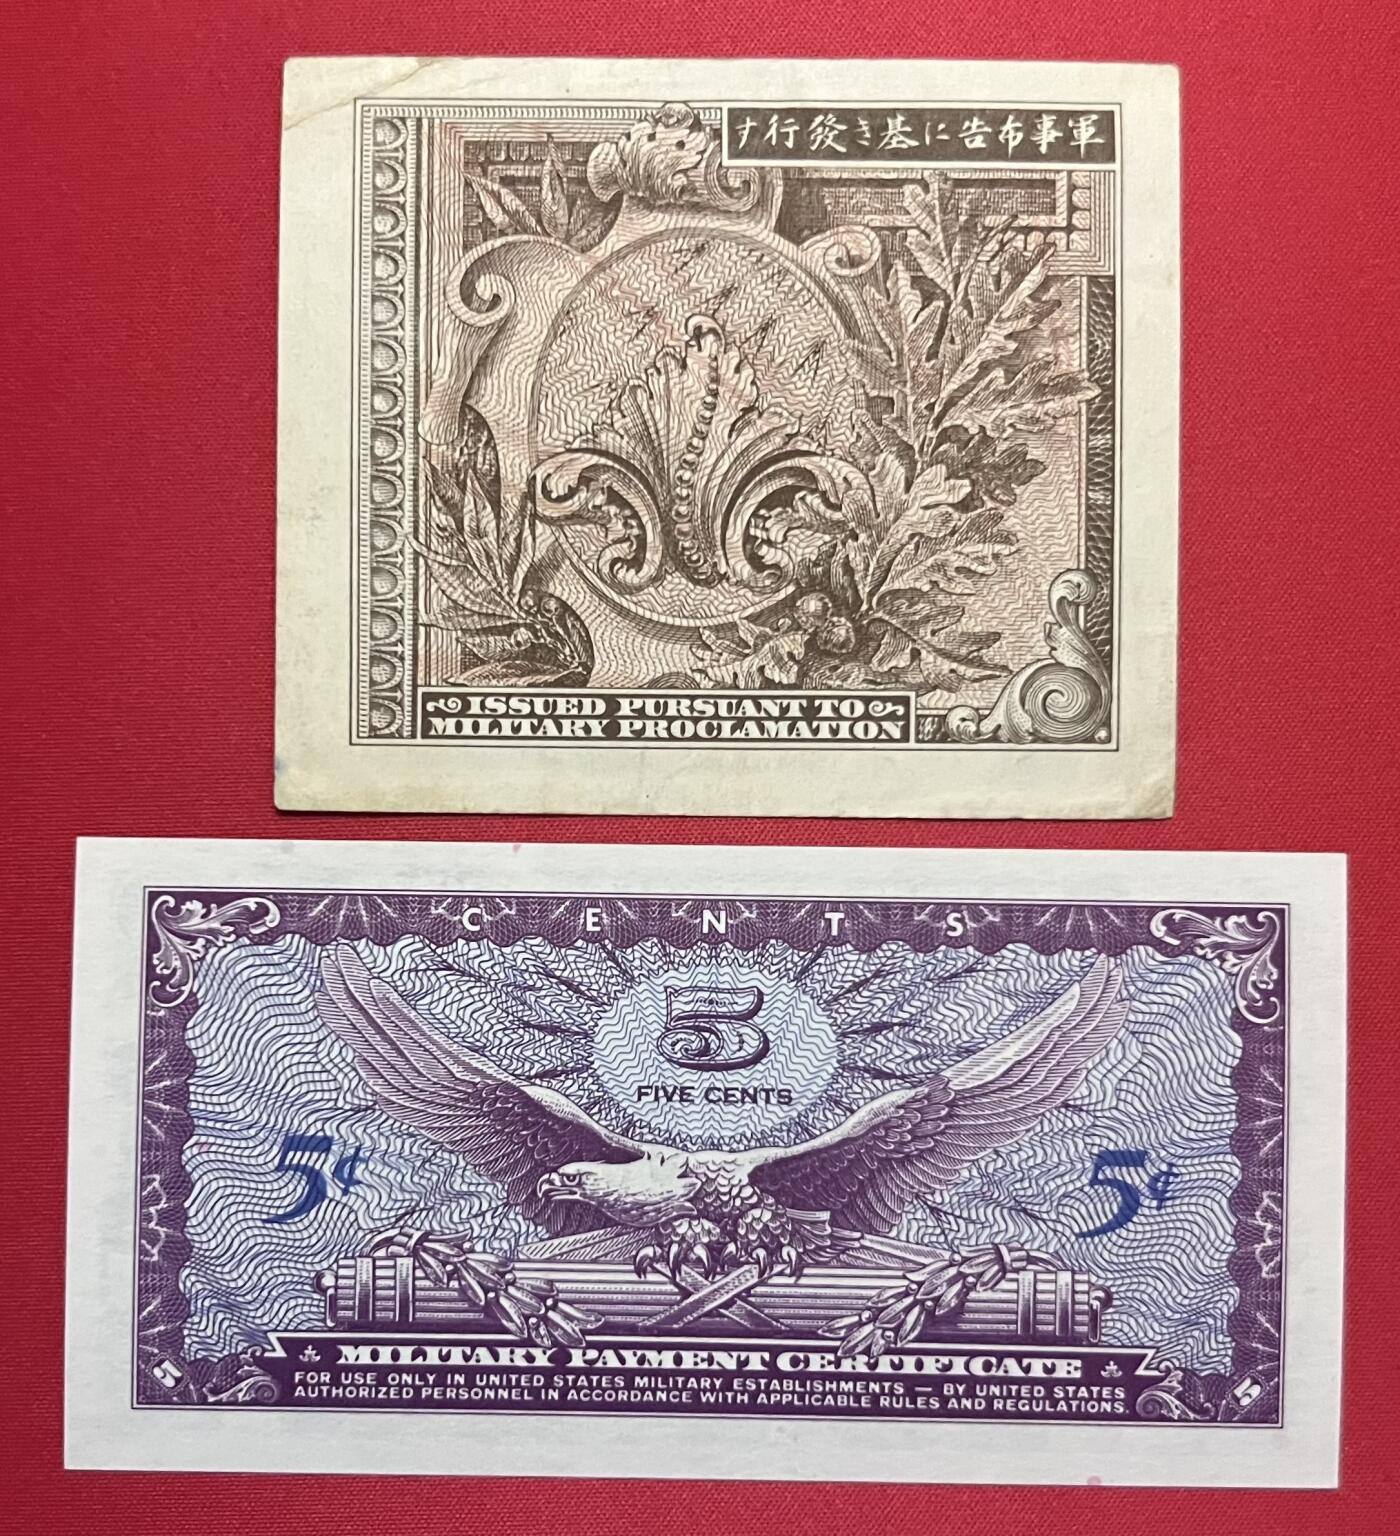 す行發き基に告布事軍
ISSUED PURSUANT TO
MILITARY PROCLAMATION
CENTS
5
FIVE CENTS
5¢ 5¢
MILITARY PAYMENT CERTIFICATE
FOR USE ONLY IN UNITED STATES MILITARY ESTABLISHMENTS — BY UNITED STATES
AUTHORIZED PERSONNEL IN ACCORDANCE WITH APPLICABLE RULES AND REGULATIONS.
5 5